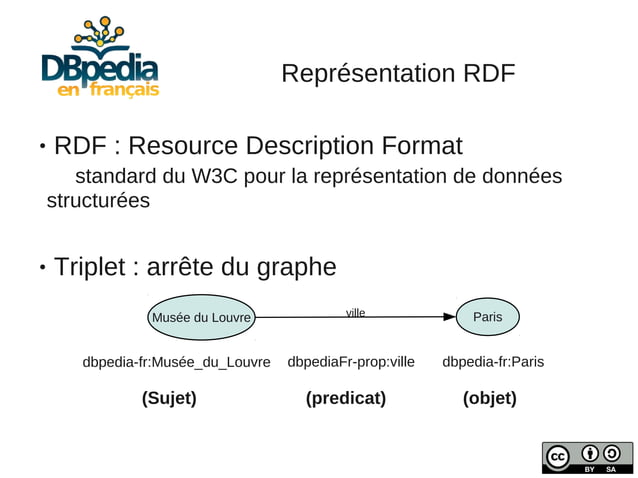 DBpedia
en français
Représentation RDF
• RDF : Resource Description Format
standard du W3C pour la représentation de données
structurées
• Triplet : arrête du graphe
Musée du Louvre
ville
Paris
dbpedia-fr:Musée_du_Louvre
dbpediaFr-prop:ville
dbpedia-fr:Paris
(Sujet)
(predicat)
(objet)
cc
BY
SA